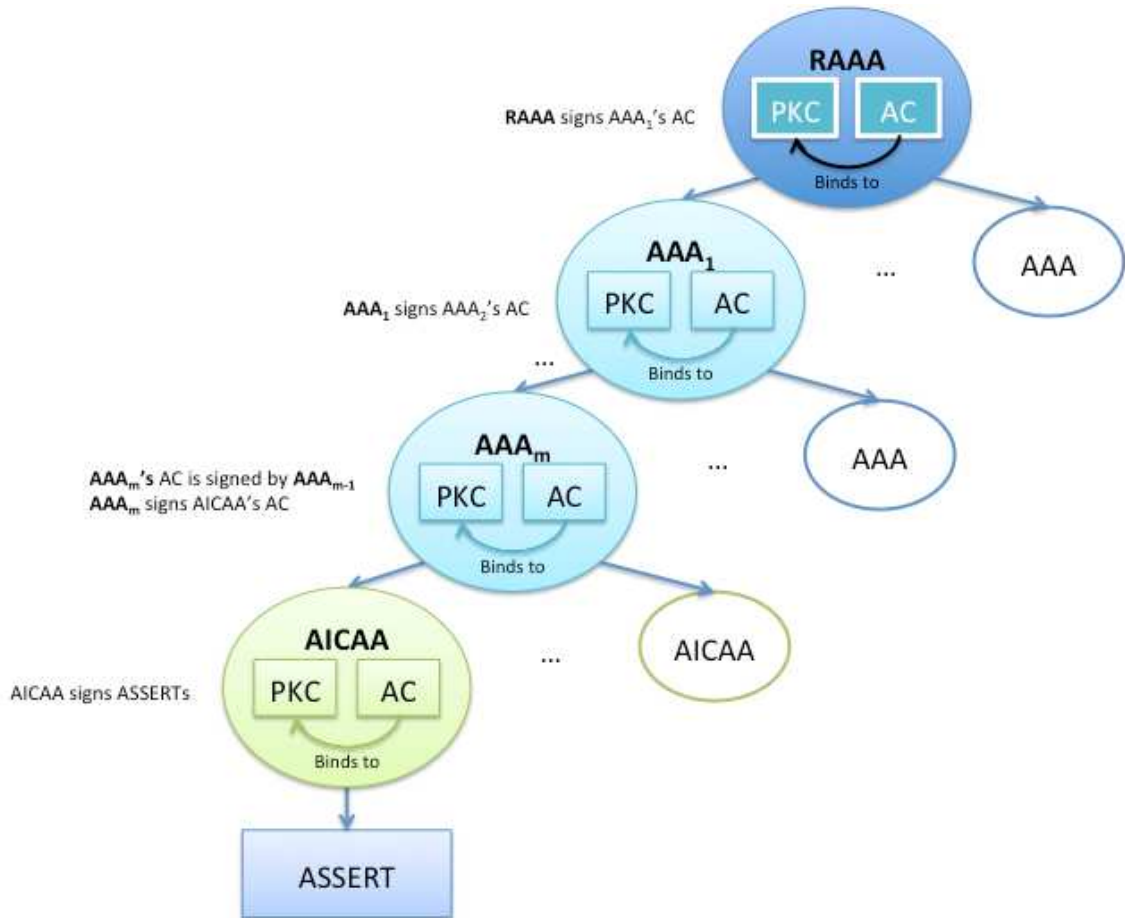 RAAA
PKC AC
Binds to
RAAA signs AAA₁'s AC
AAA₁
PKC AC
Binds to
... AAA
AAA₁ signs AAA₂'s AC
...
AAAₘ
PKC AC
Binds to
... AAA
AAAₘ's AC is signed by AAAₘ₋₁
AAAₘ signs AICAA's AC
AICAA
PKC AC
Binds to
... AICAA
AICAA signs ASSERTs
ASSERT